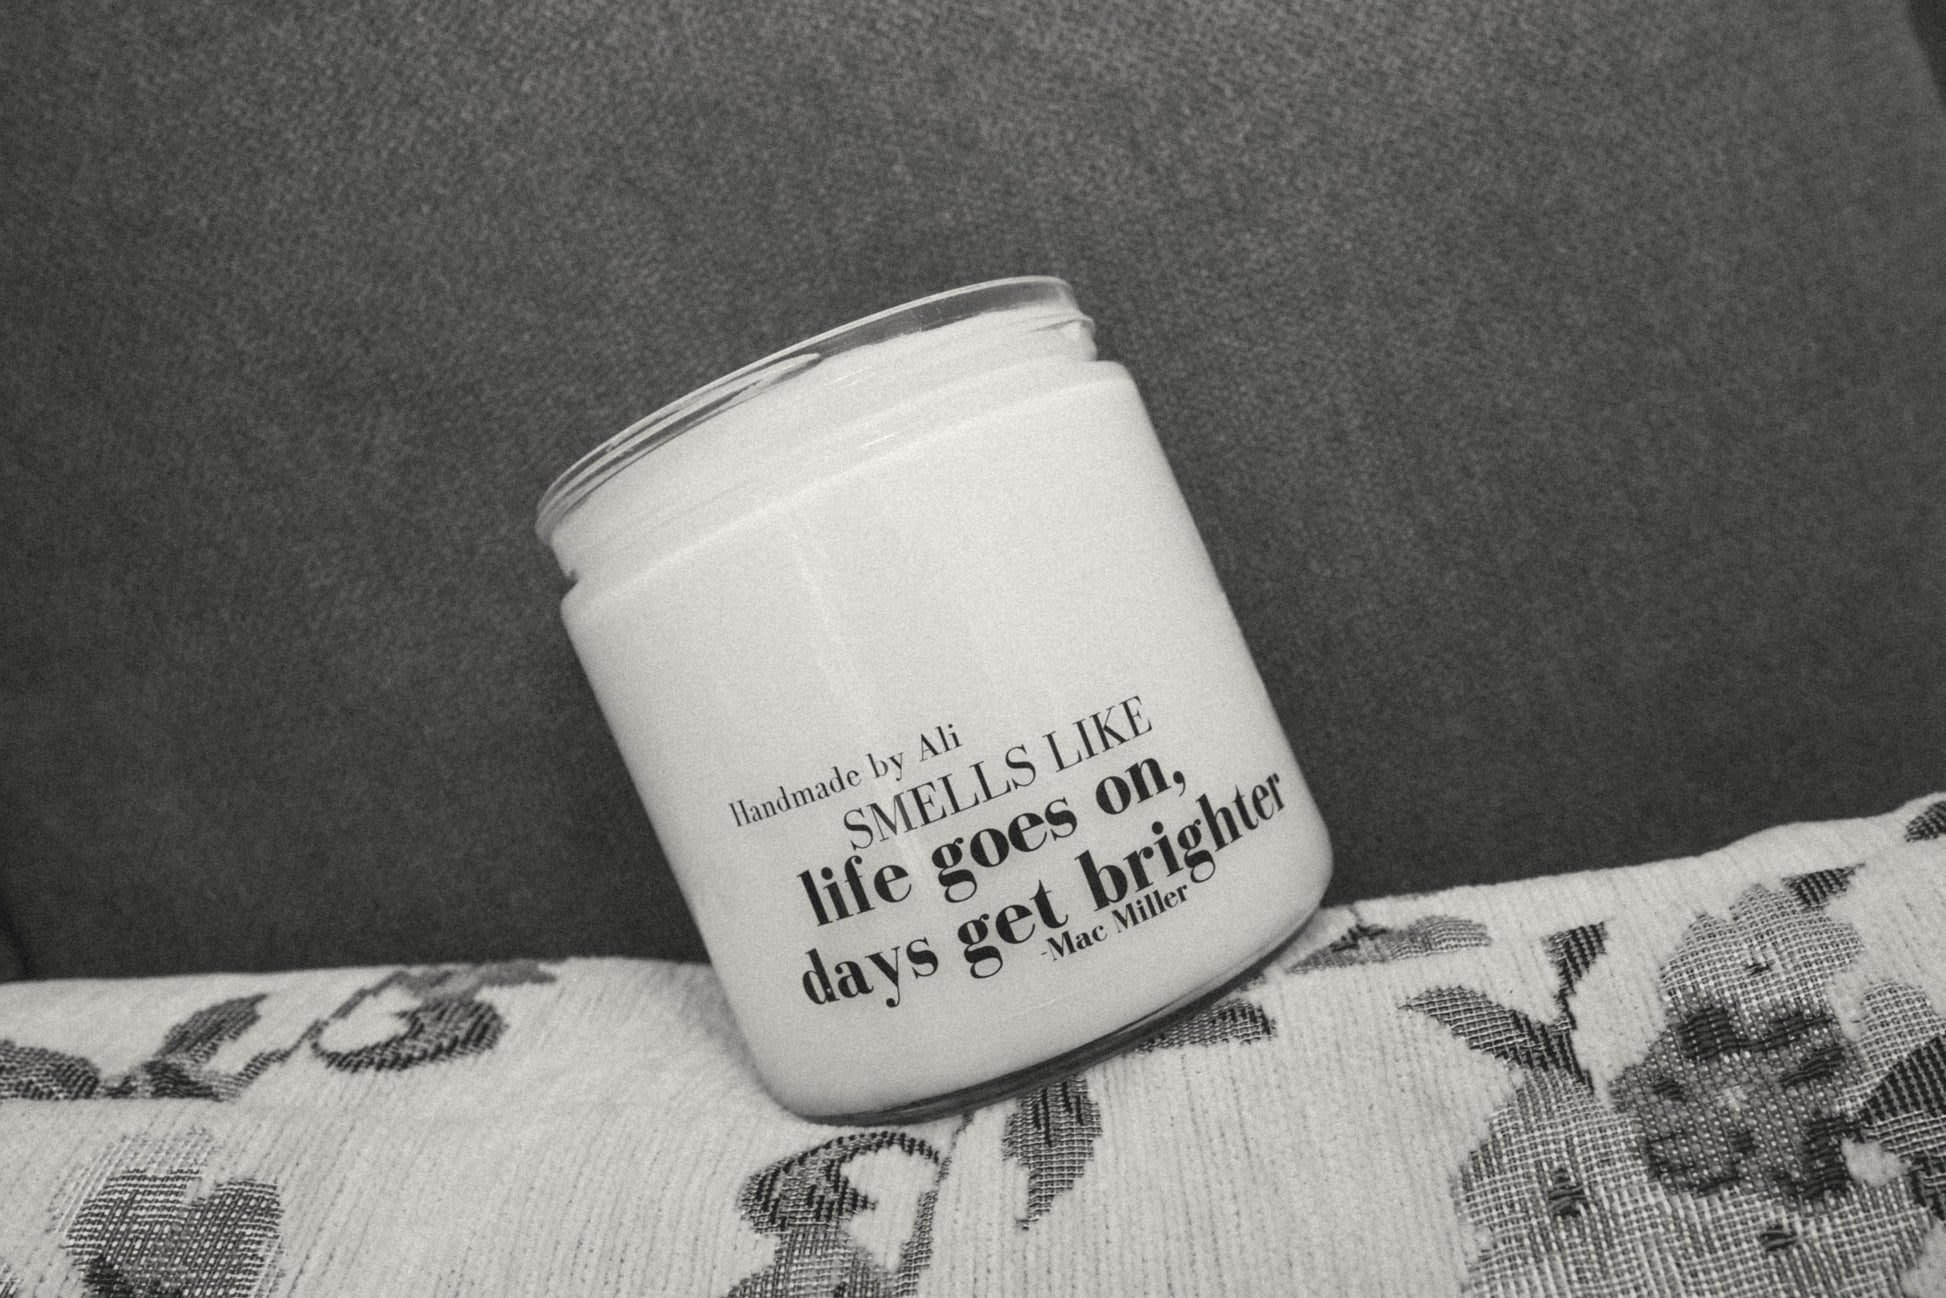 Handmade by Ali
SMELLS LIKE
life goes on,
days get brighter
-Mac Miller